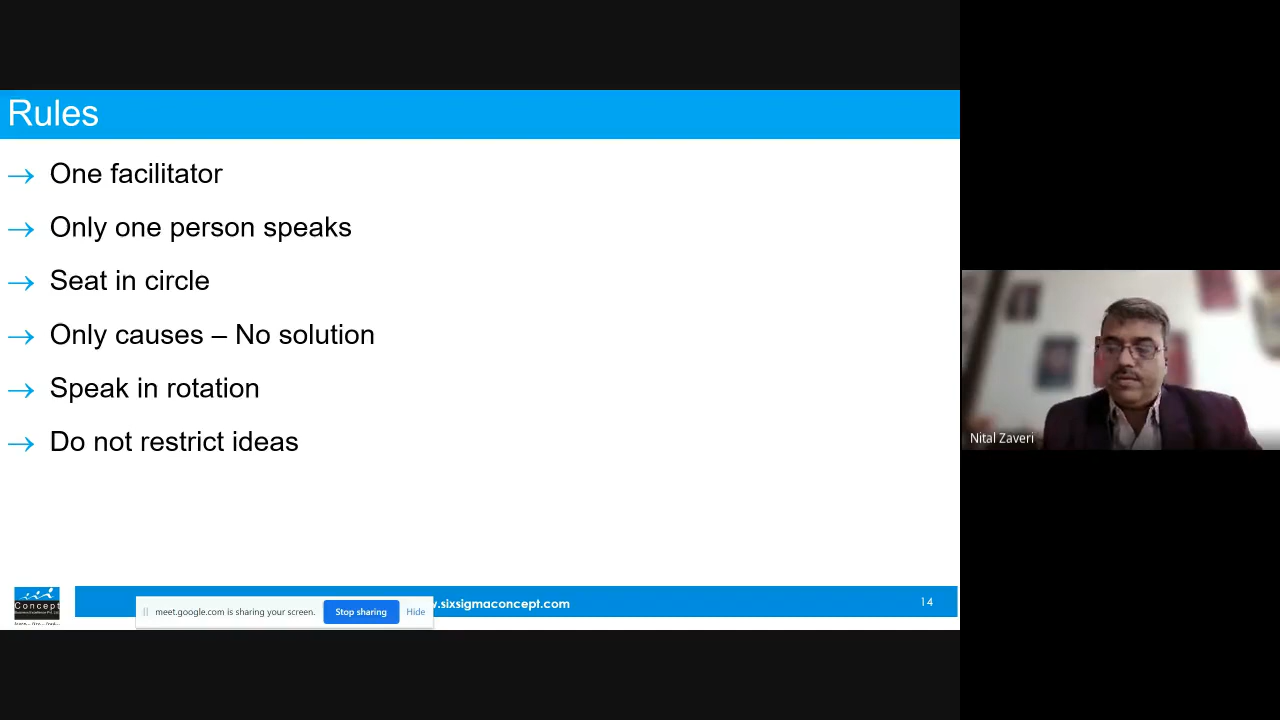 Rules
→ One facilitator
→ Only one person speaks
→ Seat in circle
→ Only causes – No solution
→ Speak in rotation
→ Do not restrict ideas
Nital Zaveri
Concept
meet.google.com is sharing your screen.
Stop sharing
Hide
.sixsigmaconcept.com
14